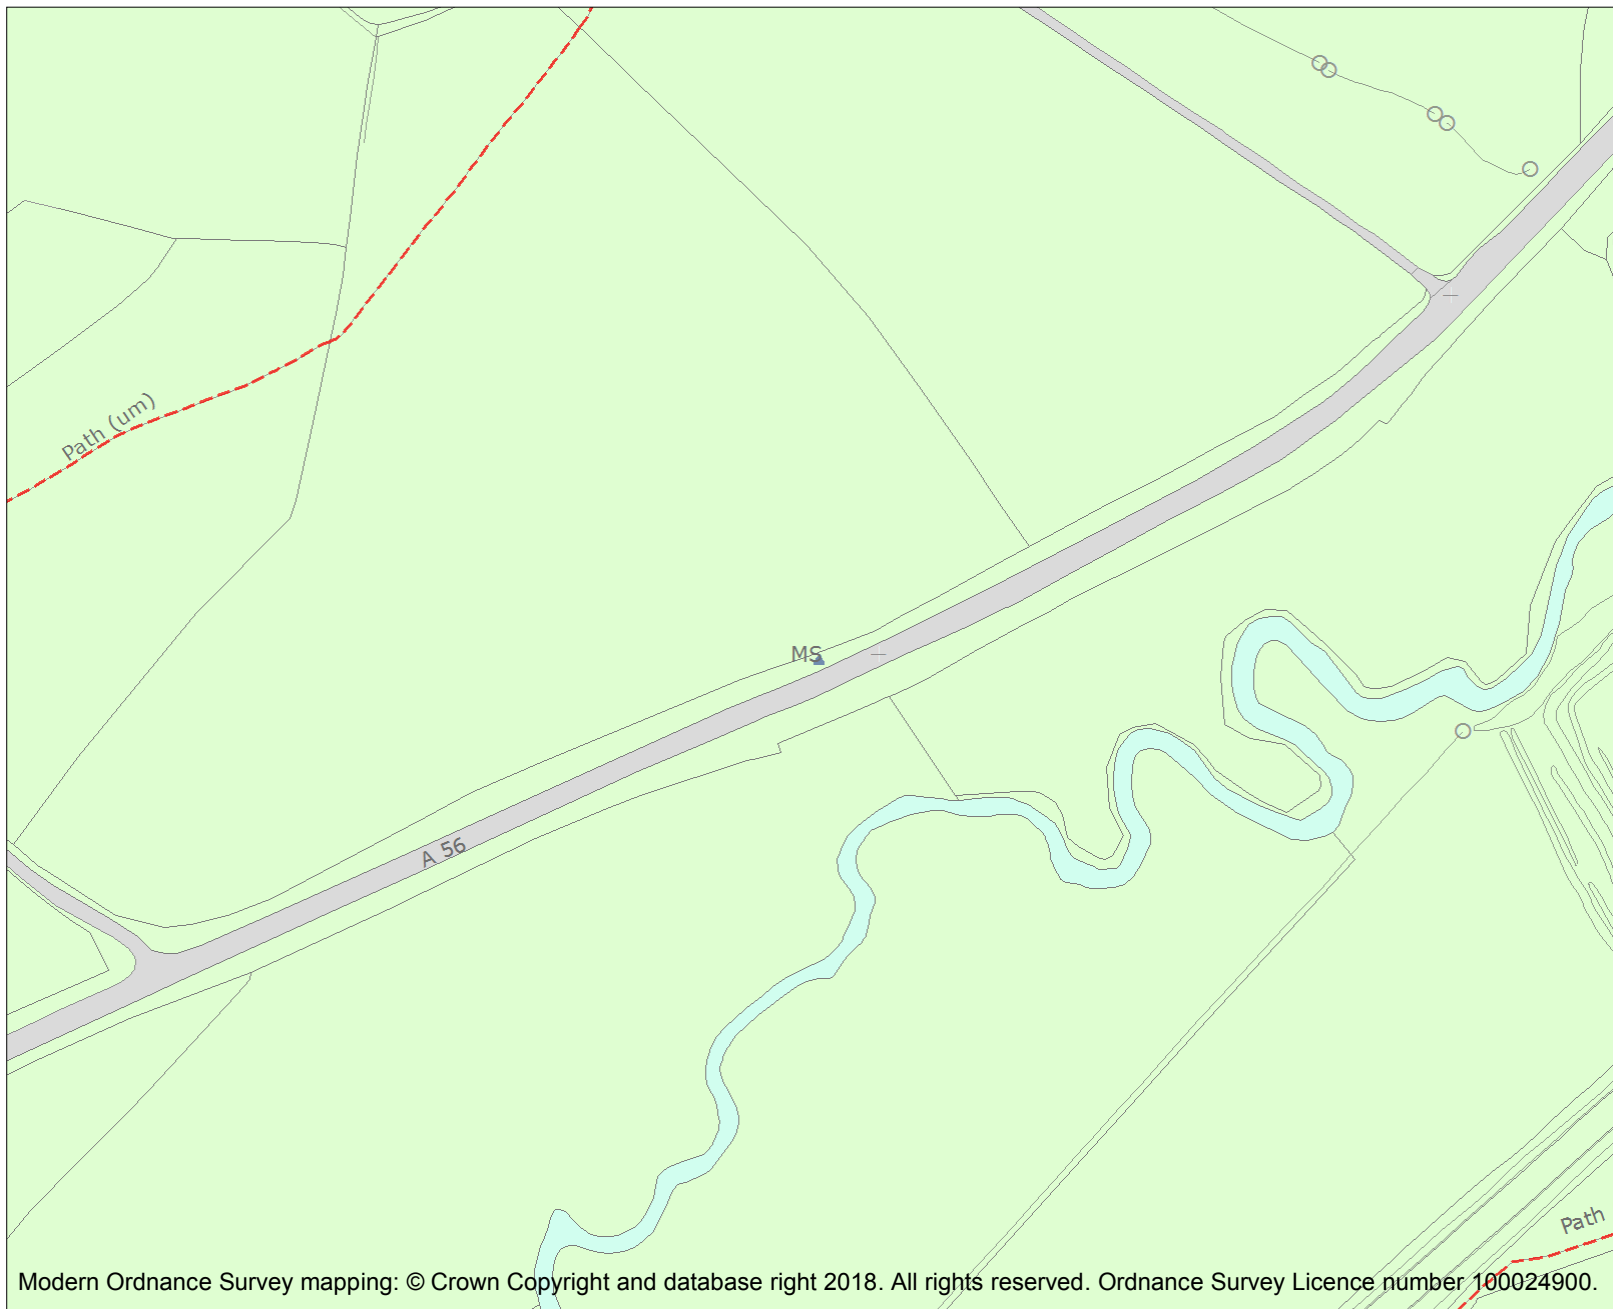 Path (um)
MS
A 56
Path
Modern Ordnance Survey mapping: © Crown Copyright and database right 2018. All rights reserved. Ordnance Survey Licence number 100024900.